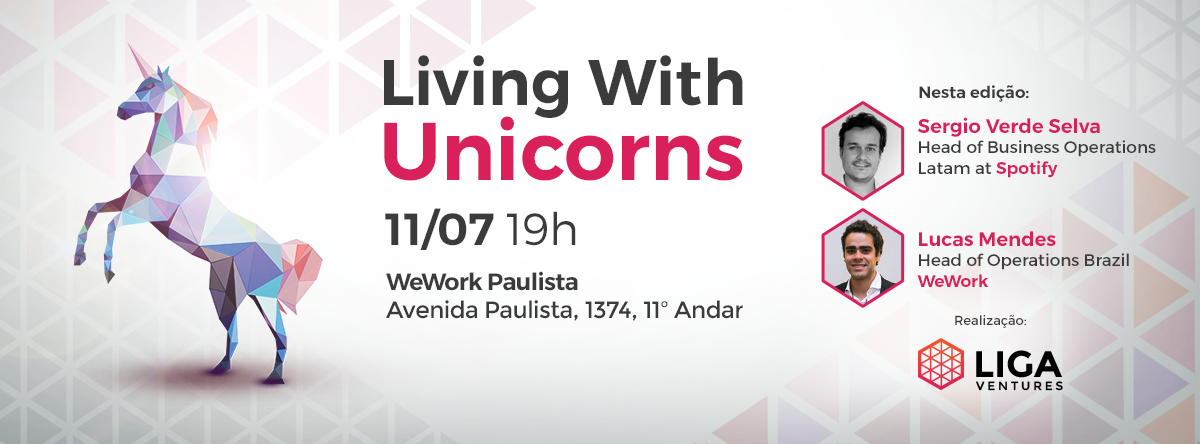 Living With
Unicorns
11/07 19h
WeWork Paulista
Avenida Paulista, 1374, 11° Andar
Nesta edição:
Sergio Verde Selva
Head of Business Operations
Latam at Spotify
Lucas Mendes
Head of Operations Brazil
WeWork
Realização:
LIGA
VENTURES